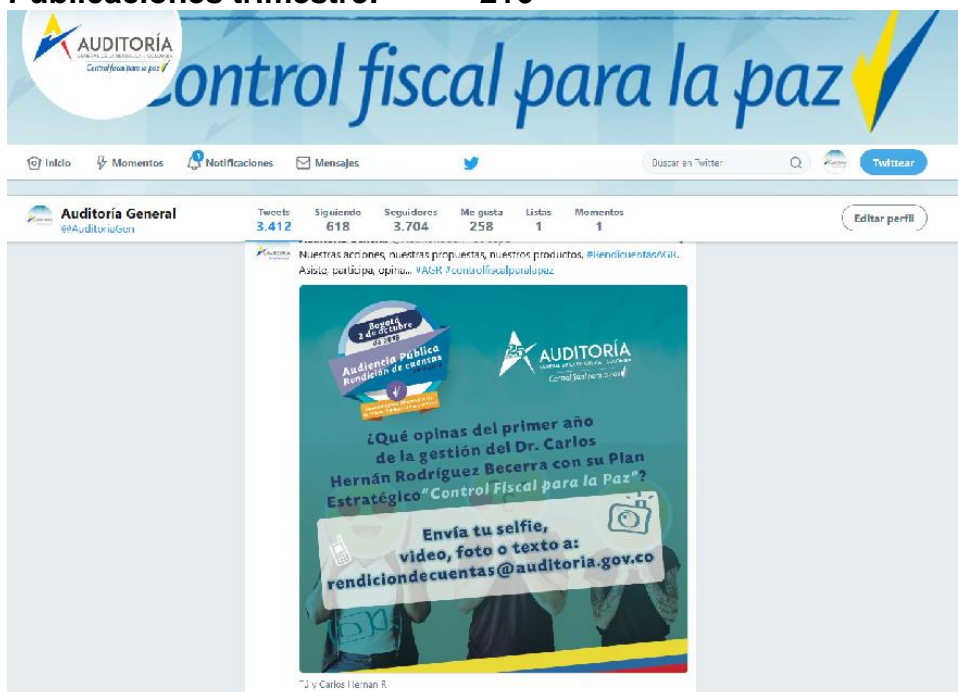 Publicaciones trimestre:
AUDITORÍA
Control fiscal para la paz
Control fiscal para la paz
Inicio Momentos Notificaciones Mensajes Buscar en Twitter Twittear
1
Auditoría General
@AuditoriaGen
Tweets Siguiendo Seguidores Me gusta Listas Momentos
3.412 618 3.704 258 1 1
Editar perfil
Nuestras acciones, nuestras propuestas, nuestros productos, #RendicuentasAGR.
Asiste, participa, opina... #AGR #controlfiscalparalapaz
Bogotá
2 de octubre
de 2018
Audiencia Pública
Rendición de cuentas
AUDITORÍA
Control fiscal para la paz
¿Qué opinas del primer año
de la gestión del Dr. Carlos
Hernán Rodríguez Becerra con su Plan
Estratégico "Control Fiscal para la Paz"?
Envía tu selfie,
video, foto o texto a:
rendiciondecuentas@auditoria.gov.co
Tú y Carlos Hernan R